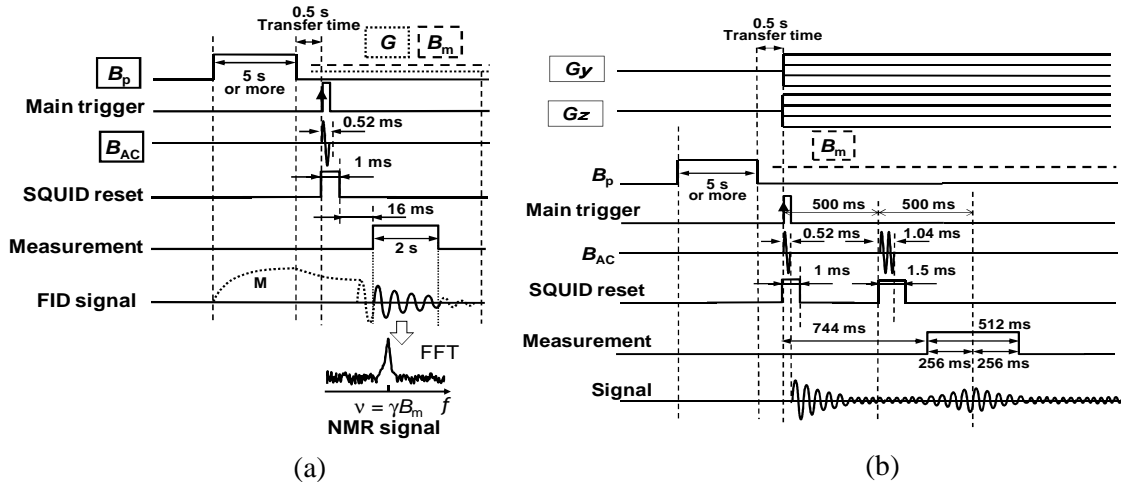 0.5 s
Transfer time
G
Bm
Bp
5 s
or more
Main trigger
0.52 ms
BAC
1 ms
SQUID reset
16 ms
Measurement
2 s
M
FID signal
FFT
ν = γBm
f
NMR signal
(a)
0.5 s
Transfer time
Gy
Gz
Bm
Bp
5 s
or more
Main trigger
500 ms
500 ms
0.52 ms
1.04 ms
BAC
1 ms
1.5 ms
SQUID reset
744 ms
512 ms
Measurement
256 ms
256 ms
Signal
(b)